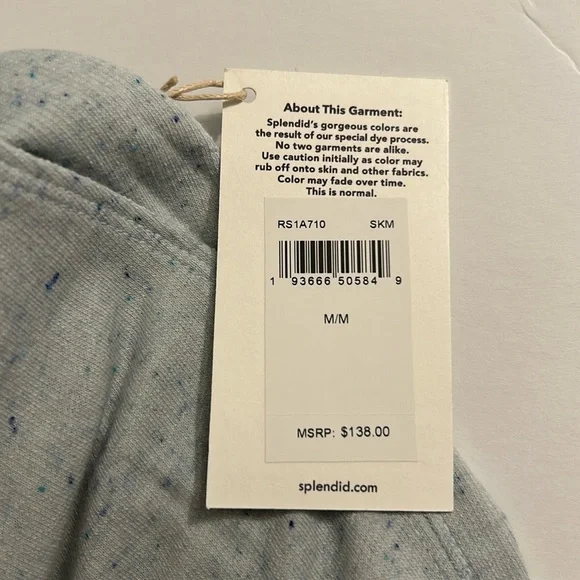 About This Garment:
Splendid's gorgeous colors are
the result of our special dye process.
No two garments are alike.
Use caution initially as color may
rub off onto skin and other fabrics.
Color may fade over time.
This is normal.
RS1A710 SKM
1 93666 50584 9
M/M
MSRP: $138.00
splendid.com